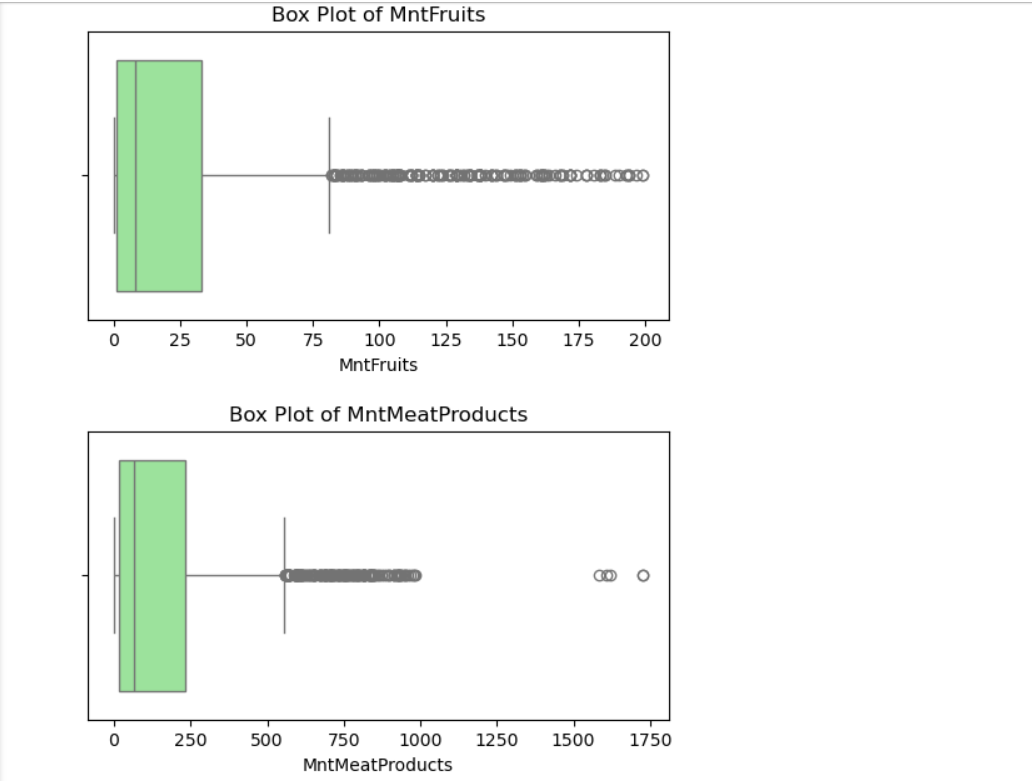 Box Plot of MntFruits
0 25 50 75 100 125 150 175 200
MntFruits
Box Plot of MntMeatProducts
0 250 500 750 1000 1250 1500 1750
MntMeatProducts